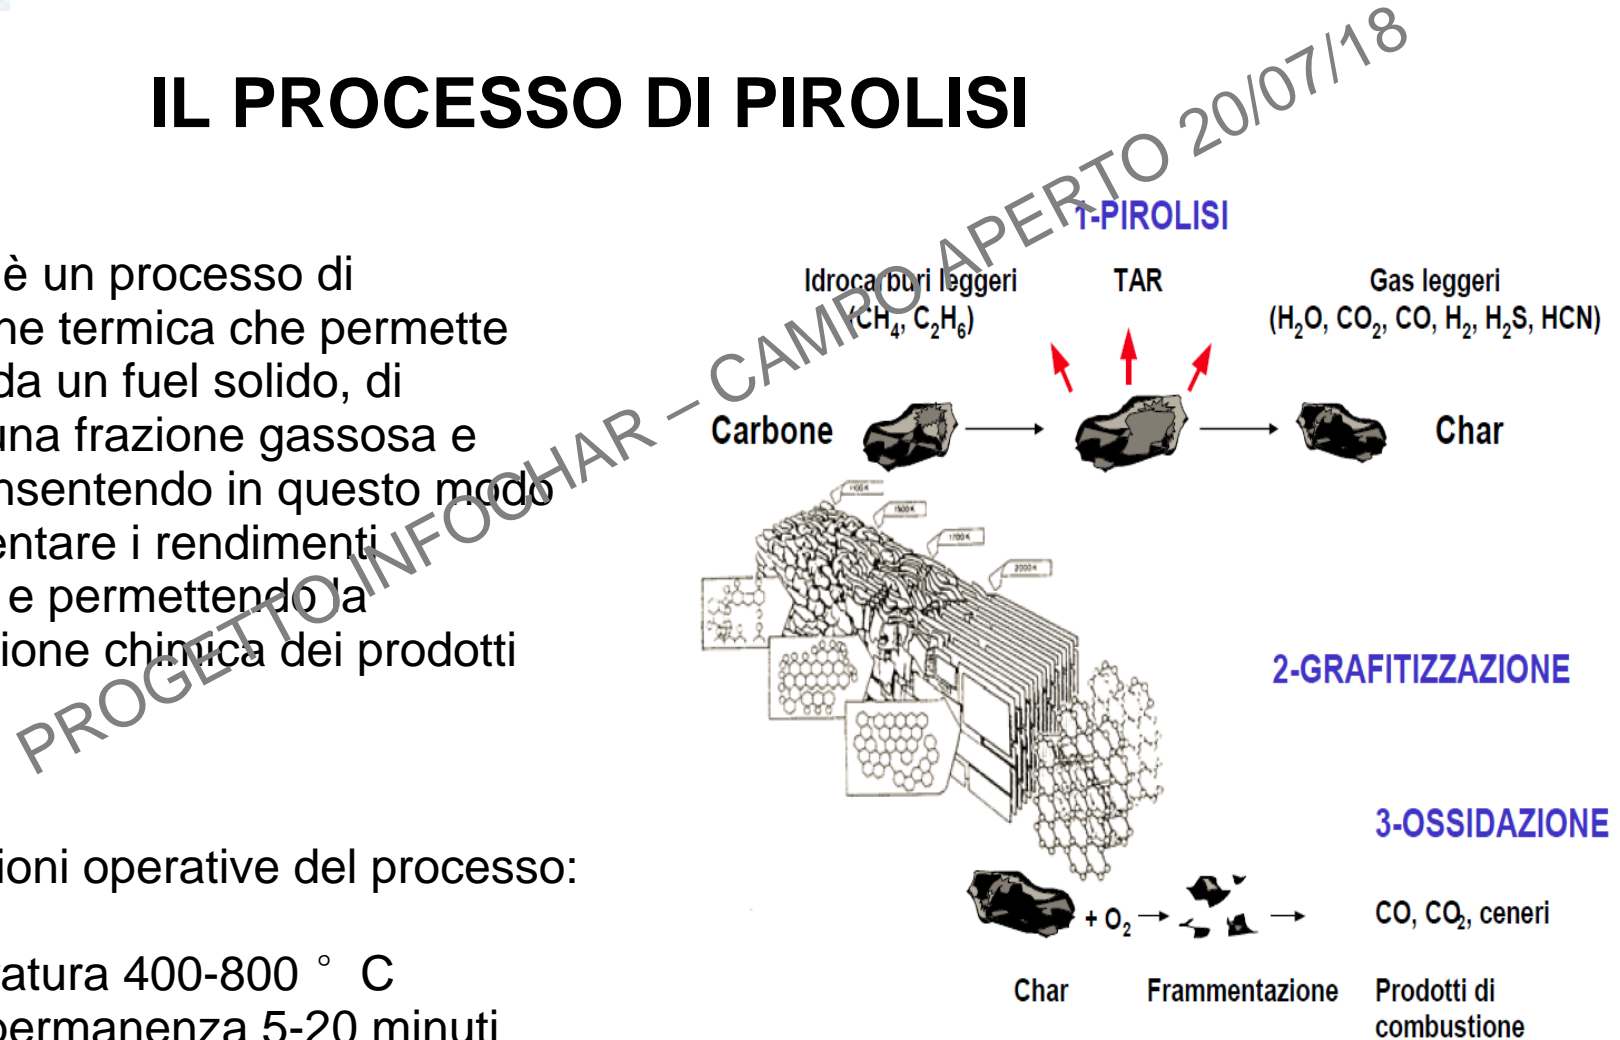 IL PROCESSO DI PIROLISI
è un processo di
ne termica che permette
da un fuel solido, di
una frazione gassosa e
nsentendo in questo modo
entare i rendimenti
e permettendo la
ione chimica dei prodotti
ioni operative del processo:
atura 400-800 ° C
permanenza 5-20 minuti
PROGETTO INFOCHAR – CAMPO APERTO 20/07/18
1-PIROLISI
Idrocarburi leggeri
(CH₄, C₂H₆)
TAR
Gas leggeri
(H₂O, CO₂, CO, H₂, H₂S, HCN)
Carbone
Char
1100 K
1500 K
1700 K
2000 K
2-GRAFITIZZAZIONE
3-OSSIDAZIONE
+ O₂
CO, CO₂, ceneri
Char
Frammentazione
Prodotti di
combustione